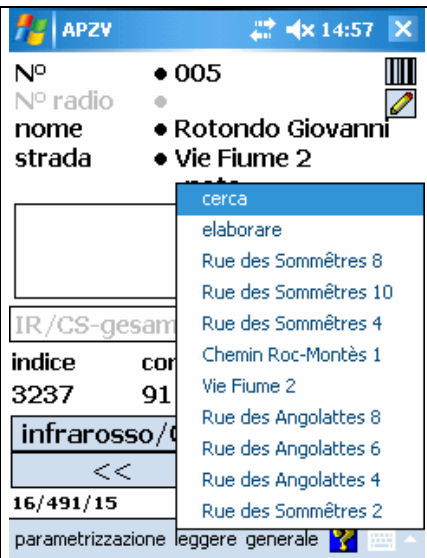 APZV 14:57
Nº 005
Nº radio
nome Rotondo Giovanni
strada Vie Fiume 2
cerca
elaborare
Rue des Sommêtres 8
Rue des Sommêtres 10
IR/CS-gesam
Rue des Sommêtres 4
indice
Chemin Roc-Montès 1
3237 91
Vie Fiume 2
Rue des Angolattes 8
infrarosso/
Rue des Angolattes 6
<<
Rue des Angolattes 4
16/491/15
Rue des Sommêtres 2
parametrizzazione leggere generale